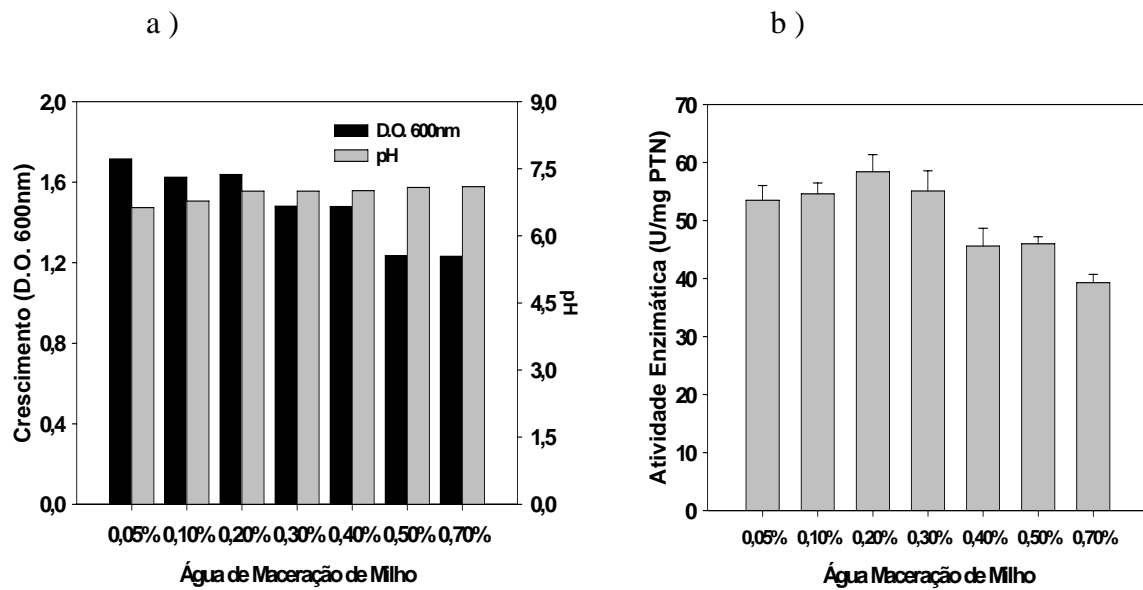 a )
b )
2,0
1,6
1,2
0,8
0,4
0,0
Crescimento (D.O. 600nm)
D.O. 600nm
pH
9,0
7,5
6,0
4,5
3,0
1,5
0,0
pH
0,05% 0,10% 0,20% 0,30% 0,40% 0,50% 0,70%
Água de Maceração de Milho
70
60
50
40
30
20
10
0
Atividade Enzimática (U/mg PTN)
0,05% 0,10% 0,20% 0,30% 0,40% 0,50% 0,70%
Água Maceração de Milho